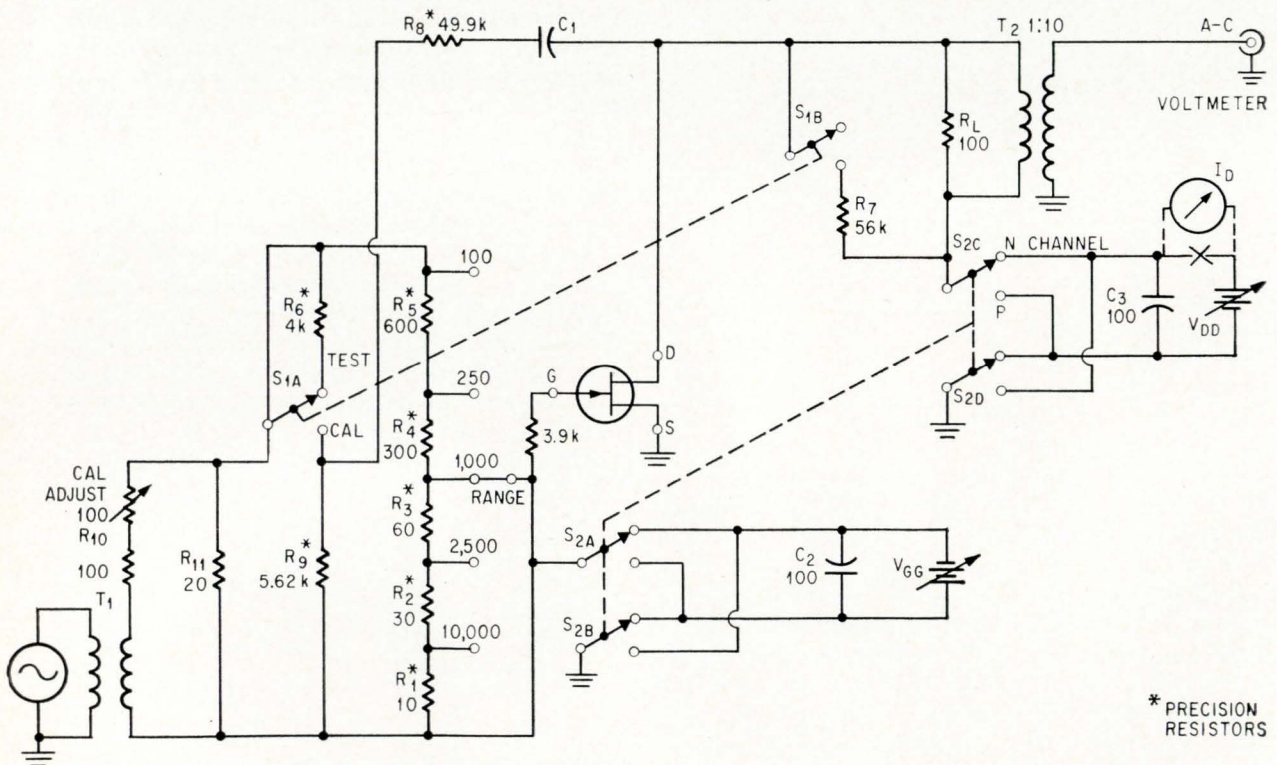 R8* 49.9k
C1
T2 1:10
A-C
VOLTMETER
S1B
RL
100
ID
R7
56k
S2C
N CHANNEL
P
C3
100
VDD
S2D
100
R6*
4k
R5*
600
TEST
S1A
250
CAL
R4*
300
G
D
S
3.9k
1,000
RANGE
CAL
ADJUST
100
R10
100
T1
R11
20
R9*
5.62k
R3*
60
2,500
R2*
30
10,000
R1*
10
S2A
S2B
C2
100
VGG
* PRECISION
RESISTORS